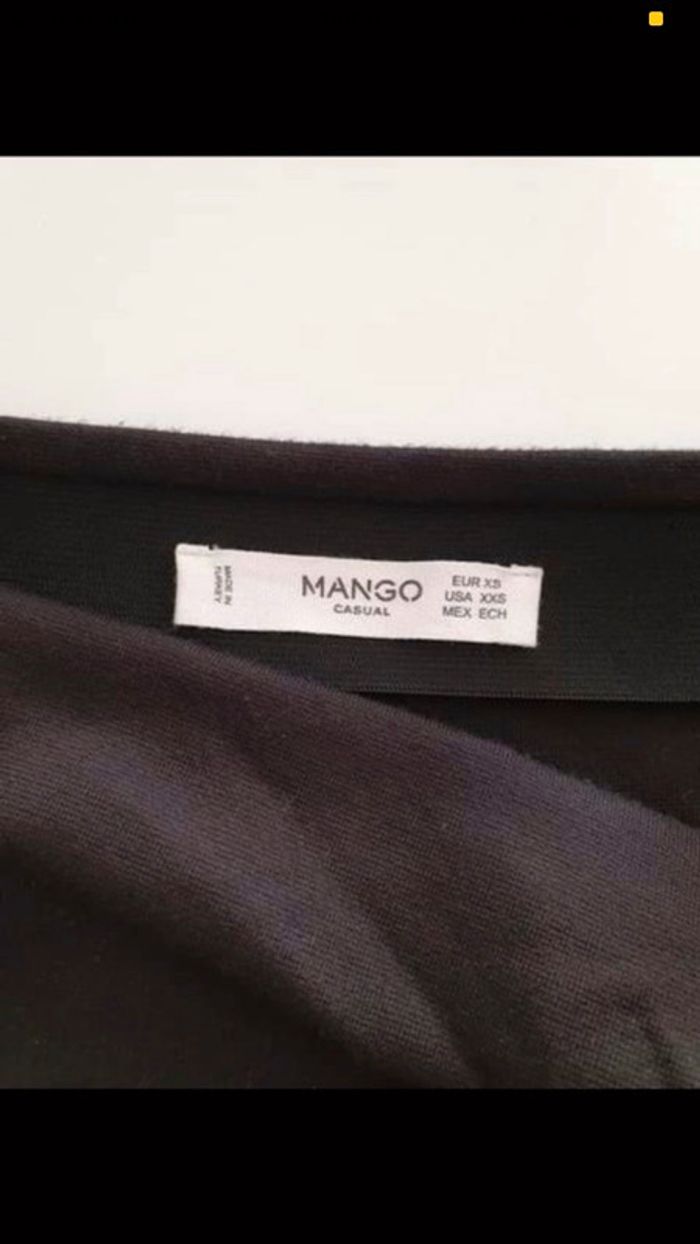 MADE IN
TURKEY
MANGO
CASUAL
EUR XS
USA XXS
MEX ECH